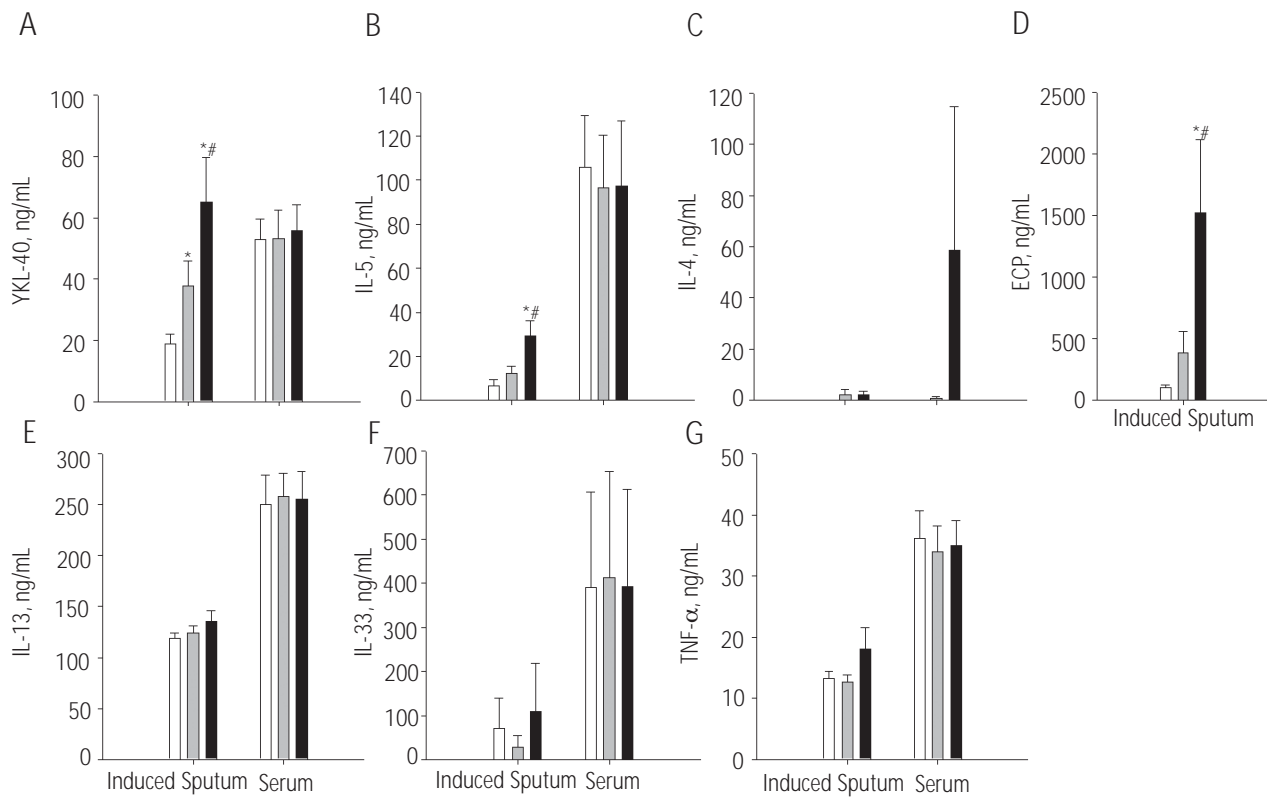 A
B
C
D
100
80
60
40
20
0
YKL-40, ng/mL
*
*#
140
120
100
80
60
40
20
0
IL-5, ng/mL
*#
120
100
80
60
40
20
0
IL-4, ng/mL
2500
2000
1500
1000
500
0
ECP, ng/mL
*#
Induced Sputum
E
F
G
300
250
200
150
100
50
0
IL-13, ng/mL
Induced Sputum Serum
700
600
500
400
300
200
100
0
IL-33, ng/mL
Induced Sputum Serum
50
40
30
20
10
0
TNF-α, ng/mL
Induced Sputum Serum